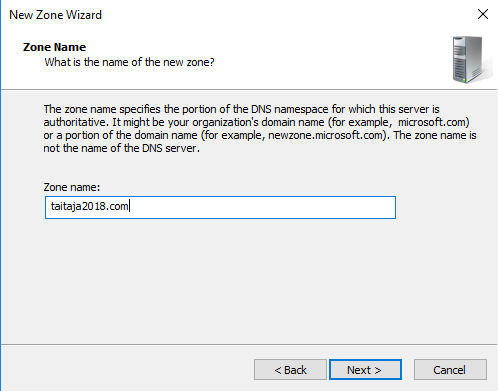 New Zone Wizard
Zone Name
What is the name of the new zone?
The zone name specifies the portion of the DNS namespace for which this server is
authoritative. It might be your organization's domain name (for example, microsoft.com)
or a portion of the domain name (for example, newzone.microsoft.com). The zone name is
not the name of the DNS server.
Zone name:
taitaja2018.com
< Back
Next >
Cancel